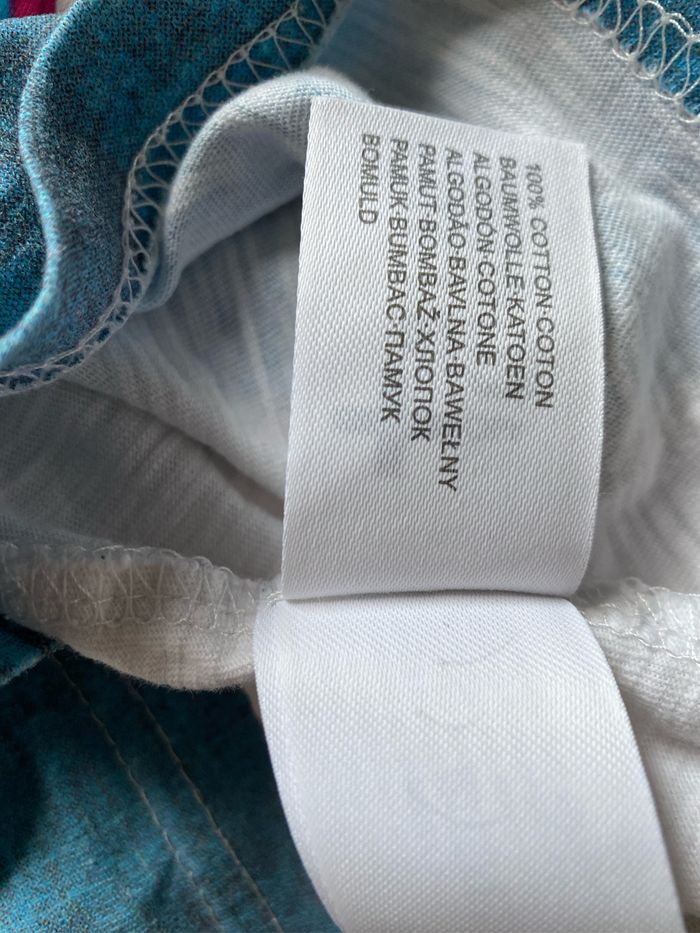 100% COTTON·COTON
BAUMWOLLE·KATOEN
ALGODÓN·COTONE
ALGODÃO·BAVLNA·BAWEŁNY
PAMUT·BOMBAŽ·ХЛОПОК
PAMUK·BUMBAC·ПАМУК
BOMULD